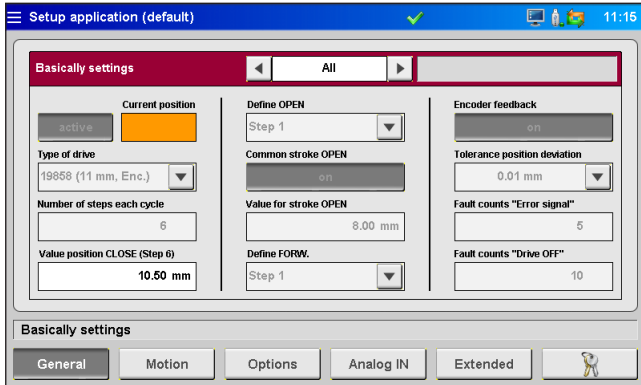 Setup application (default)
11:15
Basically settings
All
Current position
active
Type of drive
19858 (11 mm, Enc.)
Number of steps each cycle
6
Value position CLOSE (Step 6)
10.50 mm
Define OPEN
Step 1
Common stroke OPEN
on
Value for stroke OPEN
8.00 mm
Define FORW.
Step 1
Encoder feedback
on
Tolerance position deviation
0.01 mm
Fault counts "Error signal"
5
Fault counts "Drive OFF"
10
Basically settings
General
Motion
Options
Analog IN
Extended